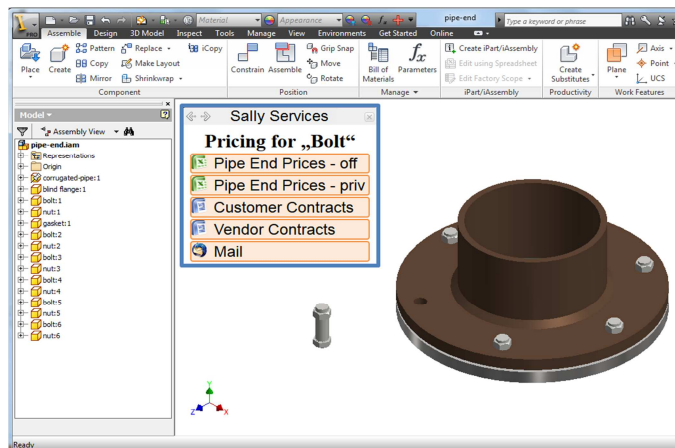 Material
Appearance
pipe-end
Type a keyword or phrase
PRO
Assemble Design 3D Model Inspect Tools Manage View Environments Get Started Online
Place
Create
Pattern
Copy
Mirror
Replace
Make Layout
Shrinkwrap
iCopy
Constrain
Assemble
Grip Snap
Move
Rotate
Bill of
Materials
Parameters
Create iPart/iAssembly
Edit using Spreadsheet
Edit Factory Scope
Create
Substitutes
Plane
Axis
Point
UCS
Component
Position
Manage
iPart/iAssembly
Productivity
Work Features
Model
Assembly View
pipe-end.iam
Representations
Origin
corrugated-pipe:1
blind flange:1
bolt:1
nut:1
gasket:1
bolt:2
nut:2
bolt:3
nut:3
bolt:4
nut:4
bolt:5
nut:5
bolt:6
nut:6
Sally Services
Pricing for „Bolt“
Pipe End Prices - off
Pipe End Prices - priv
Customer Contracts
Vendor Contracts
Mail
Y
Z
X
Ready